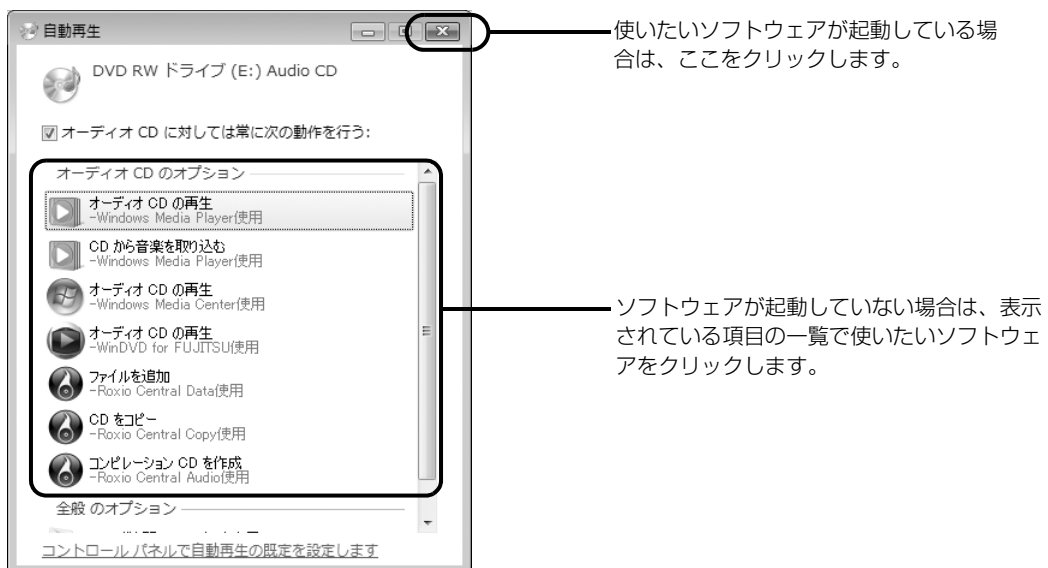 自動再生
DVD RW ドライブ (E:) Audio CD
オーディオ CD に対しては常に次の動作を行う:
オーディオ CD のオプション
オーディオ CD の再生
-Windows Media Player使用
CD から音楽を取り込む
-Windows Media Player使用
オーディオ CD の再生
-Windows Media Center使用
オーディオ CD の再生
-WinDVD for FUJITSU使用
ファイルを追加
-Roxio Central Data使用
CD をコピー
-Roxio Central Copy使用
コンピレーション CD を作成
-Roxio Central Audio使用
全般 のオプション
コントロール パネルで自動再生の既定を設定します
使いたいソフトウェアが起動している場
合は、ここをクリックします。
ソフトウェアが起動していない場合は、表示
されている項目の一覧で使いたいソフトウェ
アをクリックします。